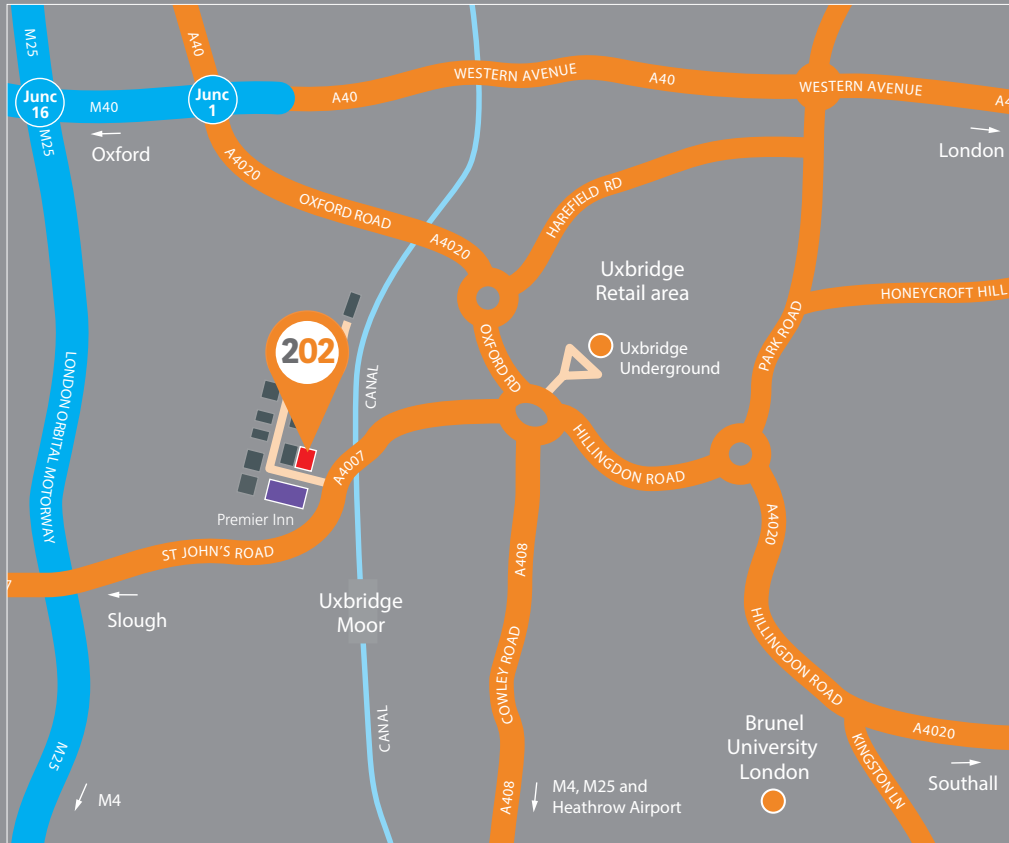 M25
A40
Junc
16
M40
Junc
1
A40
WESTERN AVENUE
A40
WESTERN AVENUE
A4
M25
Oxford
London
A4020
OXFORD ROAD
A4020
HAREFIELD RD
Uxbridge
Retail area
HONEYCROFT HILL
202
OXFORD RD
Uxbridge
Underground
PARK ROAD
CANAL
LONDON ORBITAL MOTORWAY
A4007
HILLINGDON ROAD
Premier Inn
A4020
ST JOHN'S ROAD
A408
7
Slough
Uxbridge
Moor
HILLINGDON ROAD
COWLEY ROAD
CANAL
A4020
KINGSTON LN
Brunel
University
London
Southall
M25
M4
A408
M4, M25 and
Heathrow Airport